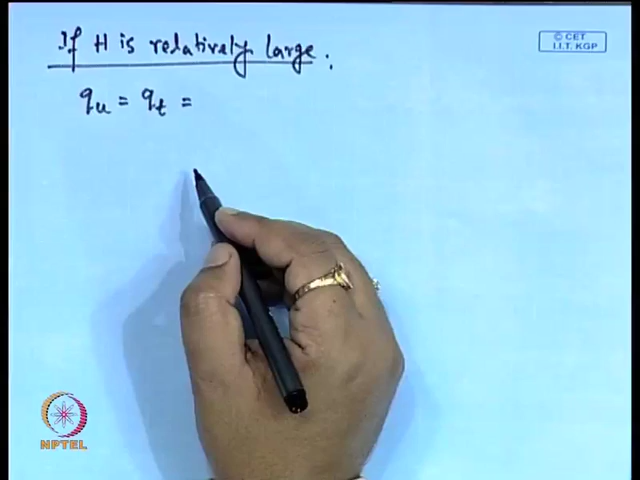 If H is relatively large.
qu = qt =
© CET
I.I.T. KGP
NPTEL